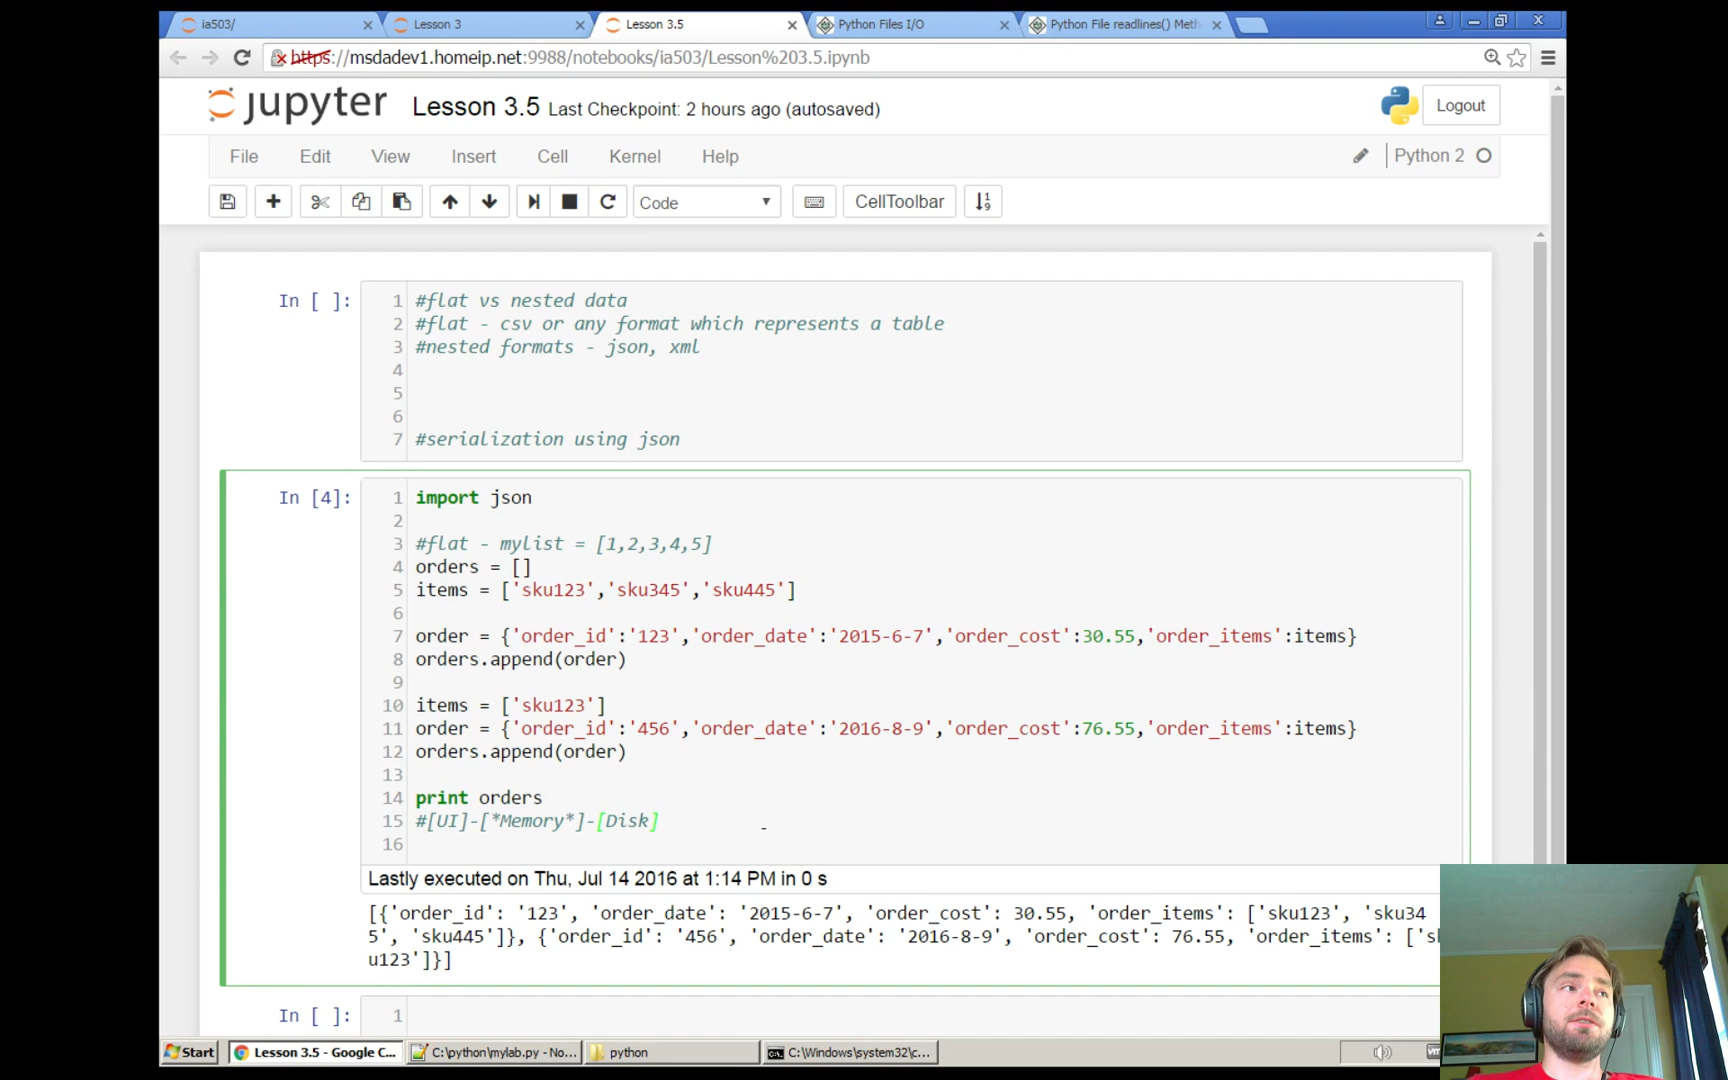 ia503/
Lesson 3
Lesson 3.5
Python Files I/O
Python File readlines() Meth
https://msdadev1.homeip.net:9988/notebooks/ia503/Lesson%203.5.ipynb
jupyter Lesson 3.5 Last Checkpoint: 2 hours ago (autosaved)
Logout
File Edit View Insert Cell Kernel Help
Python 2
Code
CellToolbar
In [ ]:
1 #flat vs nested data
2 #flat - csv or any format which represents a table
3 #nested formats - json, xml
4
5
6
7 #serialization using json
In [4]:
1 import json
2
3 #flat - mylist = [1,2,3,4,5]
4 orders = []
5 items = ['sku123','sku345','sku445']
6
7 order = {'order_id':'123','order_date':'2015-6-7','order_cost':30.55,'order_items':items}
8 orders.append(order)
9
10 items = ['sku123']
11 order = {'order_id':'456','order_date':'2016-8-9','order_cost':76.55,'order_items':items}
12 orders.append(order)
13
14 print orders
15 #[UI]-[*Memory*]-[Disk]
16
Lastly executed on Thu, Jul 14 2016 at 1:14 PM in 0 s
[{'order_id': '123', 'order_date': '2015-6-7', 'order_cost': 30.55, 'order_items': ['sku123', 'sku34
5', 'sku445']}, {'order_id': '456', 'order_date': '2016-8-9', 'order_cost': 76.55, 'order_items': ['sk
u123']}]
In [ ]:
1
Start
Lesson 3.5 - Google C...
C:\python\mylab.py - No...
python
C:\Windows\system32\c...